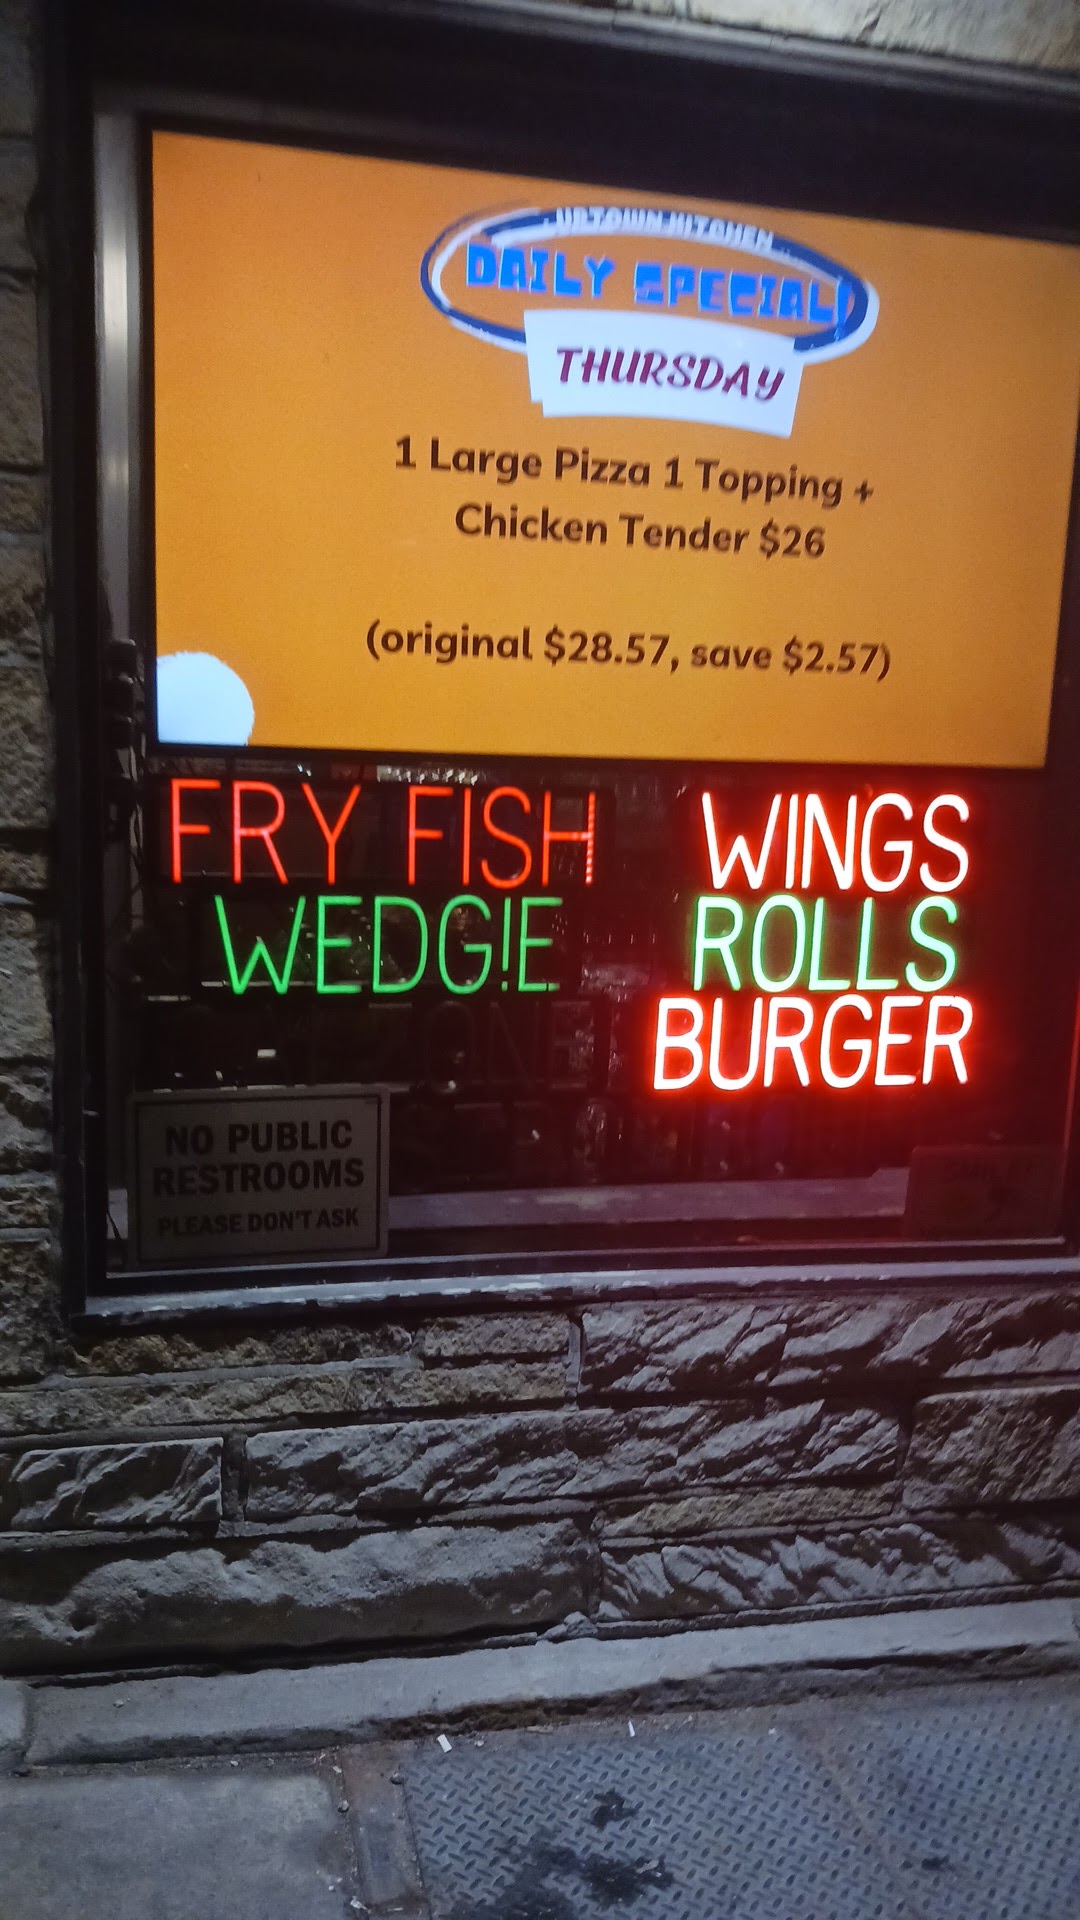 UPTOWN KITCHEN
DAILY SPECIAL!
THURSDAY
1 Large Pizza 1 Topping +
Chicken Tender $26
(original $28.57, save $2.57)
FRY FISH
WEDG!E
WINGS
ROLLS
BURGER
NO PUBLIC
RESTROOMS
PLEASE DON'T ASK